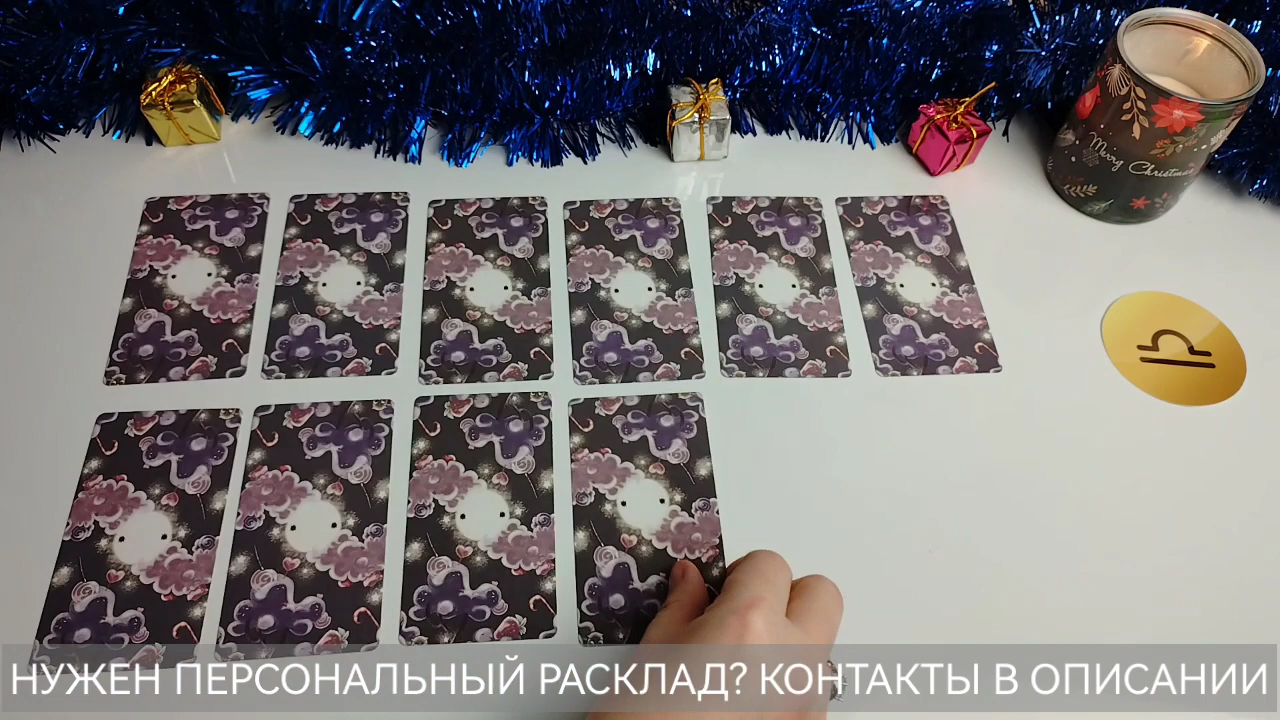 Merry Christmas
НУЖЕН ПЕРСОНАЛЬНЫЙ РАСКЛАД? КОНТАКТЫ В ОПИСАНИИ